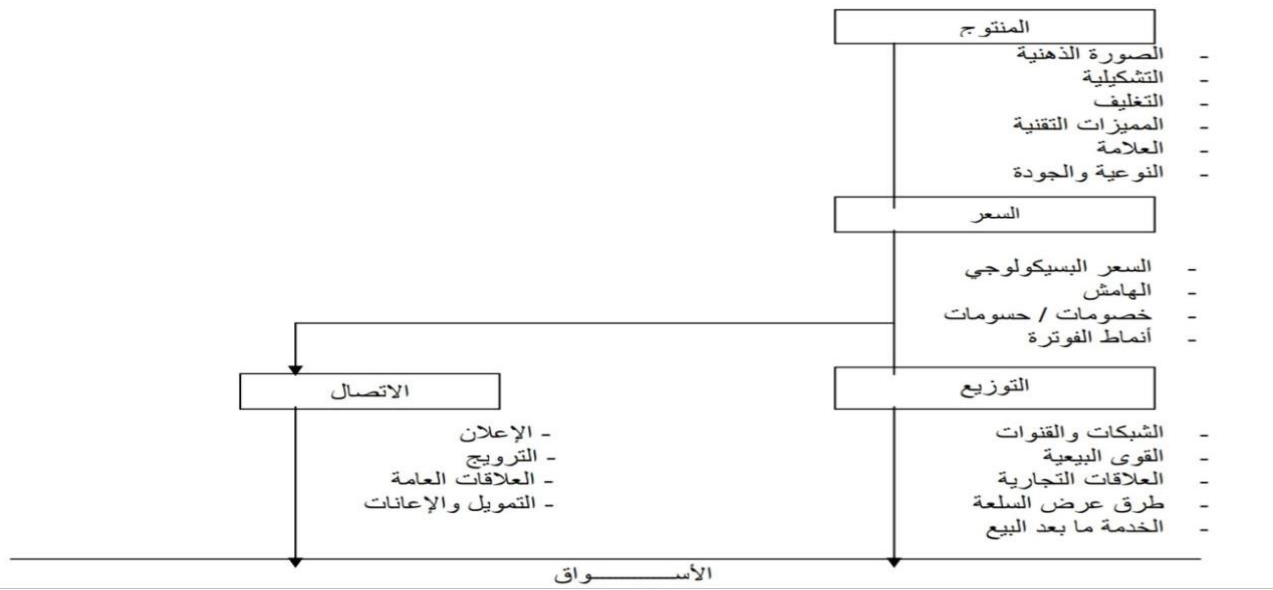 المنتوج
- الصورة الذهنية
- التشكيلية
- التغليف
- المميزات التقنية
- العلامة
- النوعية والجودة
السعر
- السعر البسيكولوجي
- الهامش
- خصومات / حسومات
- أنماط الفوترة
التوزيع
- الشبكات والقنوات
- القوى البيعية
- العلاقات التجارية
- طرق عرض السلعة
- الخدمة ما بعد البيع
الاتصال
- الإعلان
- الترويج
- العلاقات العامة
- التمويل والإعانات
الأســـــــواق